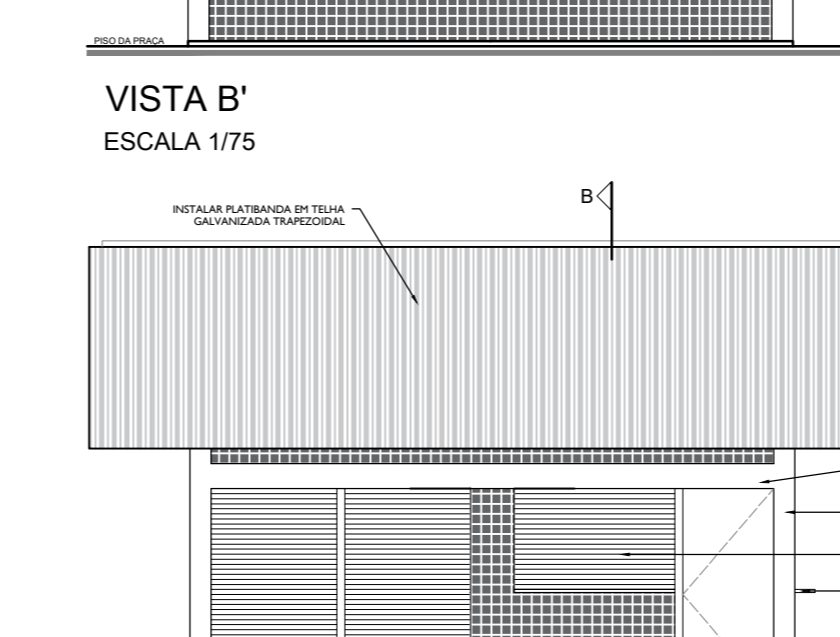 PISO DA PRAÇA
VISTA B'
ESCALA 1/75
B
INSTALAR PLATIBANDA EM TELHA
GALVANIZADA TRAPEZOIDAL